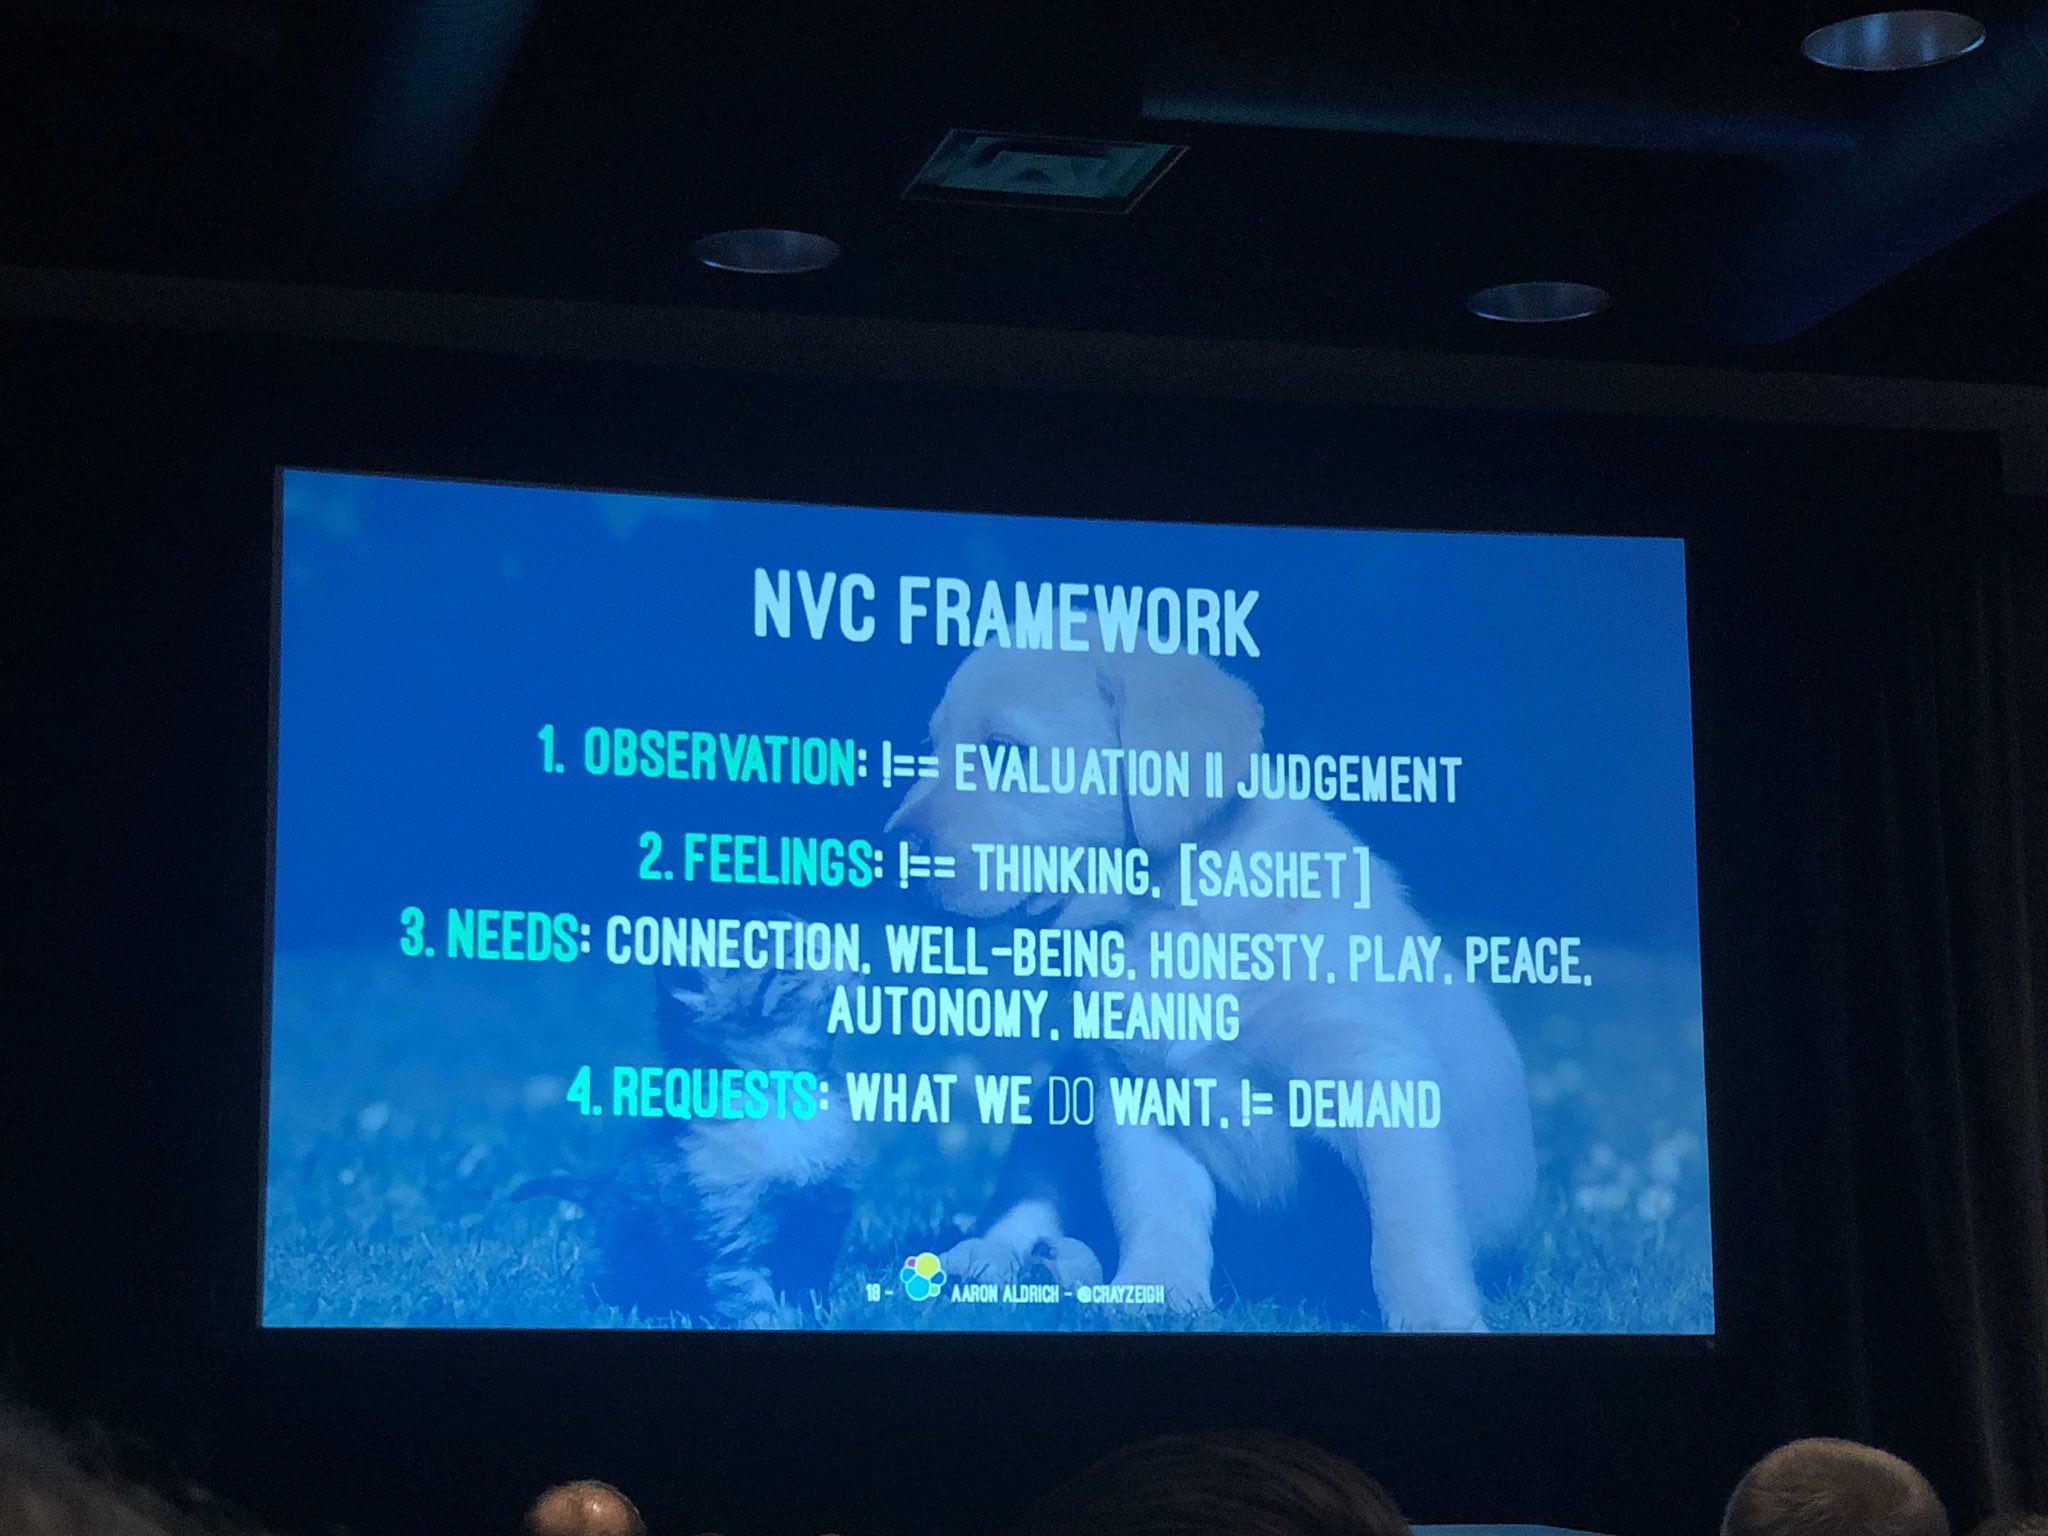 NVC FRAMEWORK
1. OBSERVATION: !== EVALUATION || JUDGEMENT
2. FEELINGS: !== THINKING. [SASHET]
3. NEEDS: CONNECTION, WELL-BEING, HONESTY, PLAY, PEACE,
AUTONOMY, MEANING
4. REQUESTS: WHAT WE DO WANT, != DEMAND
18 - AARON ALDRICH - @CRAYZEIGH